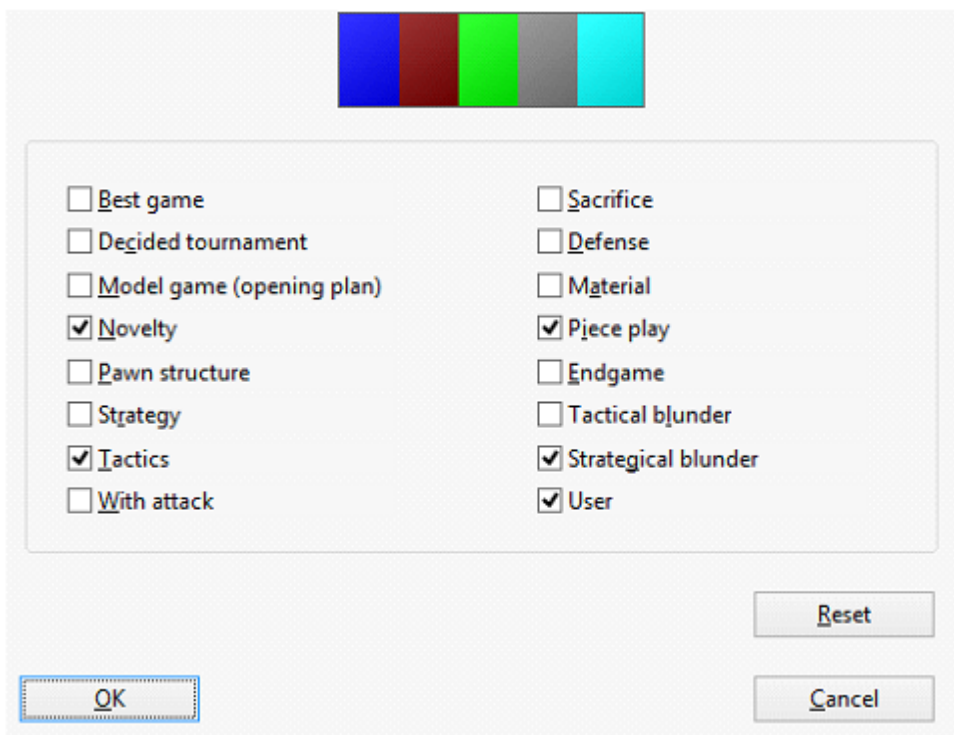 Best game
Decided tournament
Model game (opening plan)
Novelty
Pawn structure
Strategy
Tactics
With attack
Sacrifice
Defense
Material
Piece play
Endgame
Tactical blunder
Strategical blunder
User
Reset
OK
Cancel